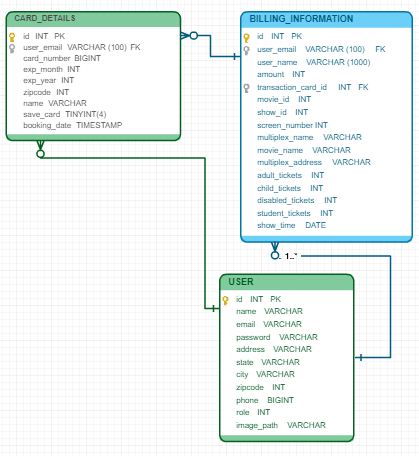 CARD_DETAILS
id INT PK
user_email VARCHAR (100) FK
card_number BIGINT
exp_month INT
exp_year INT
zipcode INT
name VARCHAR
save_card TINYINT(4)
booking_date TIMESTAMP
BILLING_INFORMATION
id INT PK
user_email VARCHAR (100) FK
user_name VARCHAR (1000)
amount INT
transaction_card_id INT FK
movie_id INT
show_id INT
screen_number INT
multiplex_name VARCHAR
movie_name VARCHAR
multiplex_address VARCHAR
adult_tickets INT
child_tickets INT
disabled_tickets INT
student_tickets INT
show_time DATE
1..*
USER
id INT PK
name VARCHAR
email VARCHAR
password VARCHAR
address VARCHAR
state VARCHAR
city VARCHAR
zipcode INT
phone BIGINT
role INT
image_path VARCHAR